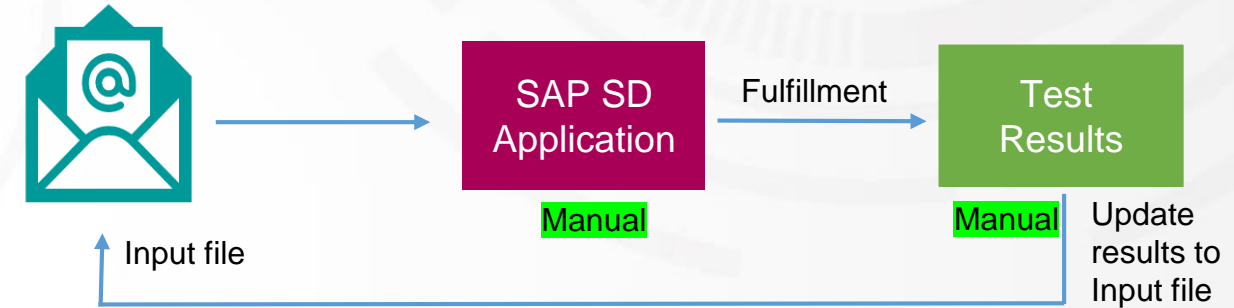 @
SAP SD
Application
Fulfillment
Test
Results
Manual
Manual
Update
results to
Input file
Input file